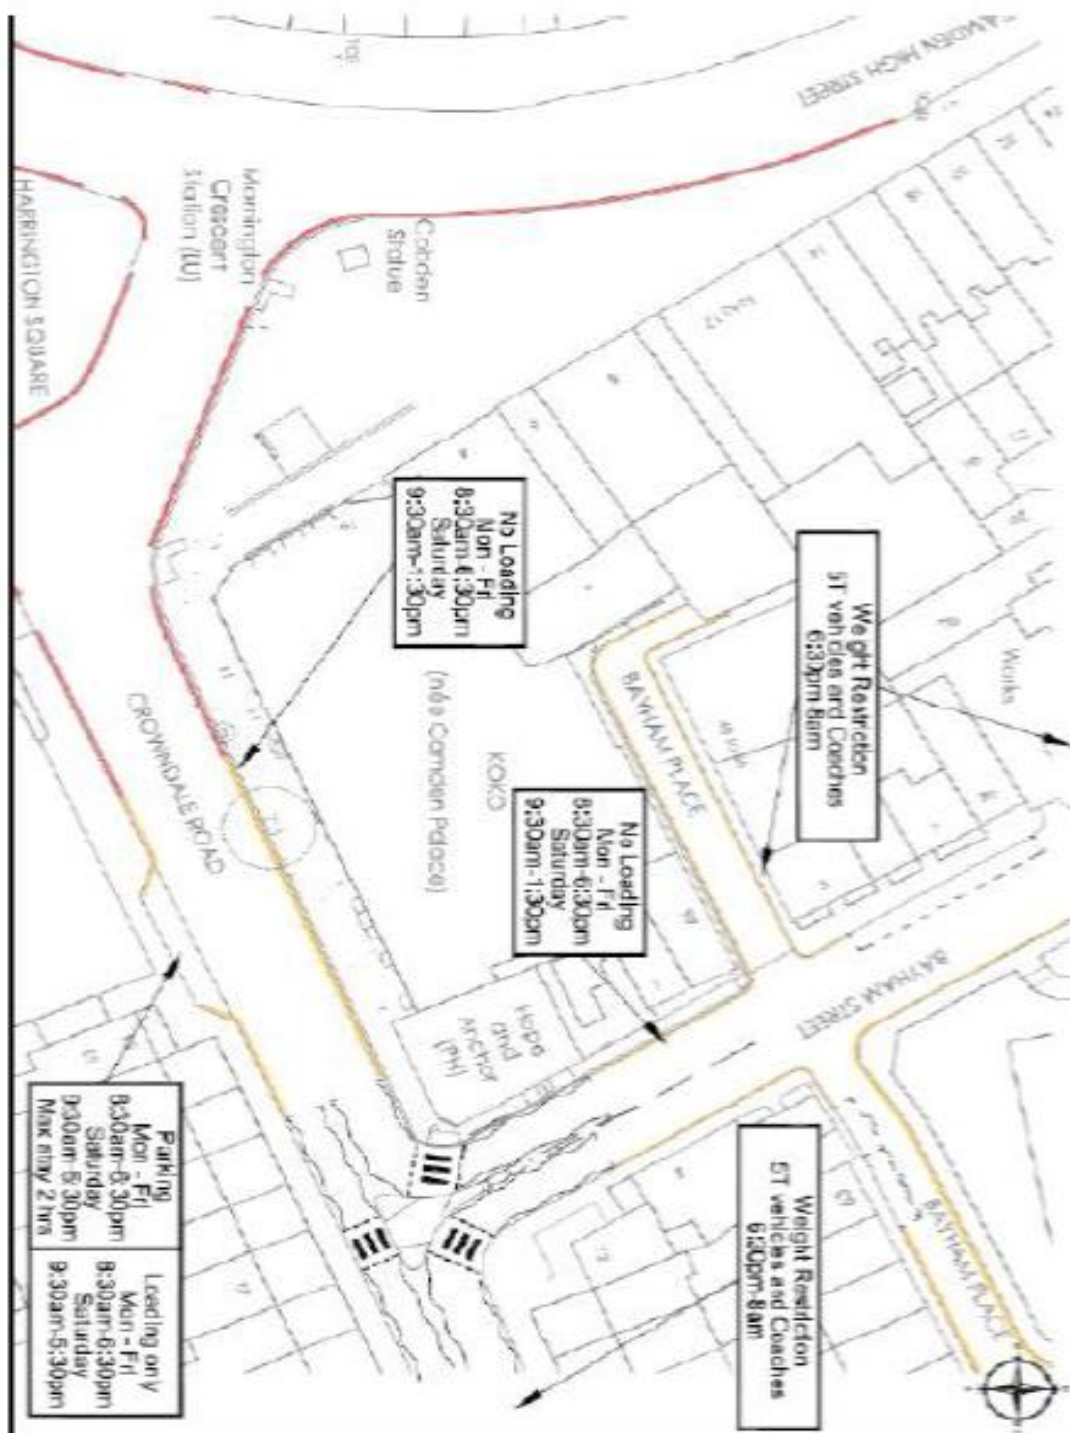 CAMDEN HIGH STREET
Mornington
Crescent
Station (LU)
Cobden
Statue
HARRINGTON SQUARE
No Loading
Mon - Fri
8:30am-6:30pm
Saturday
9:30am-1:30pm
Weight Restriction
5T vehicles and Coaches
6:30pm-8am
Works
BAYHAM PLACE
KOKO
(née Camden Palace)
No Loading
Mon - Fri
8:30am-6:30pm
Saturday
9:30am-1:30pm
CROWNDALE ROAD
Hope
and
Anchor
(PH)
BAYHAM STREET
BAYHAM PLACE
Weight Restriction
5T vehicles and Coaches
6:30pm-8am
Parking
Mon - Fri
8:30am-6:30pm
Saturday
9:30am-5:30pm
Max stay 2 hrs
Loading only
Mon - Fri
8:30am-6:30pm
Saturday
9:30am-5:30pm